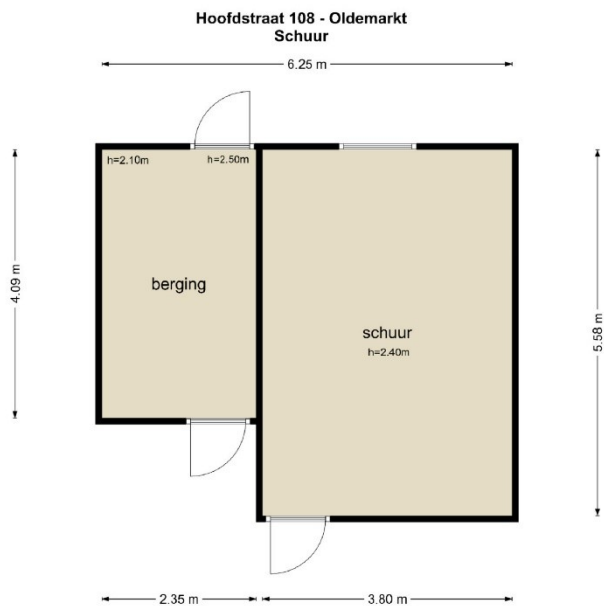 Hoofdstraat 108 - Oldemarkt
Schuur
6.25 m
h=2.10m
h=2.50m
4.09 m
berging
schuur
h=2.40m
5.58 m
2.35 m
3.80 m